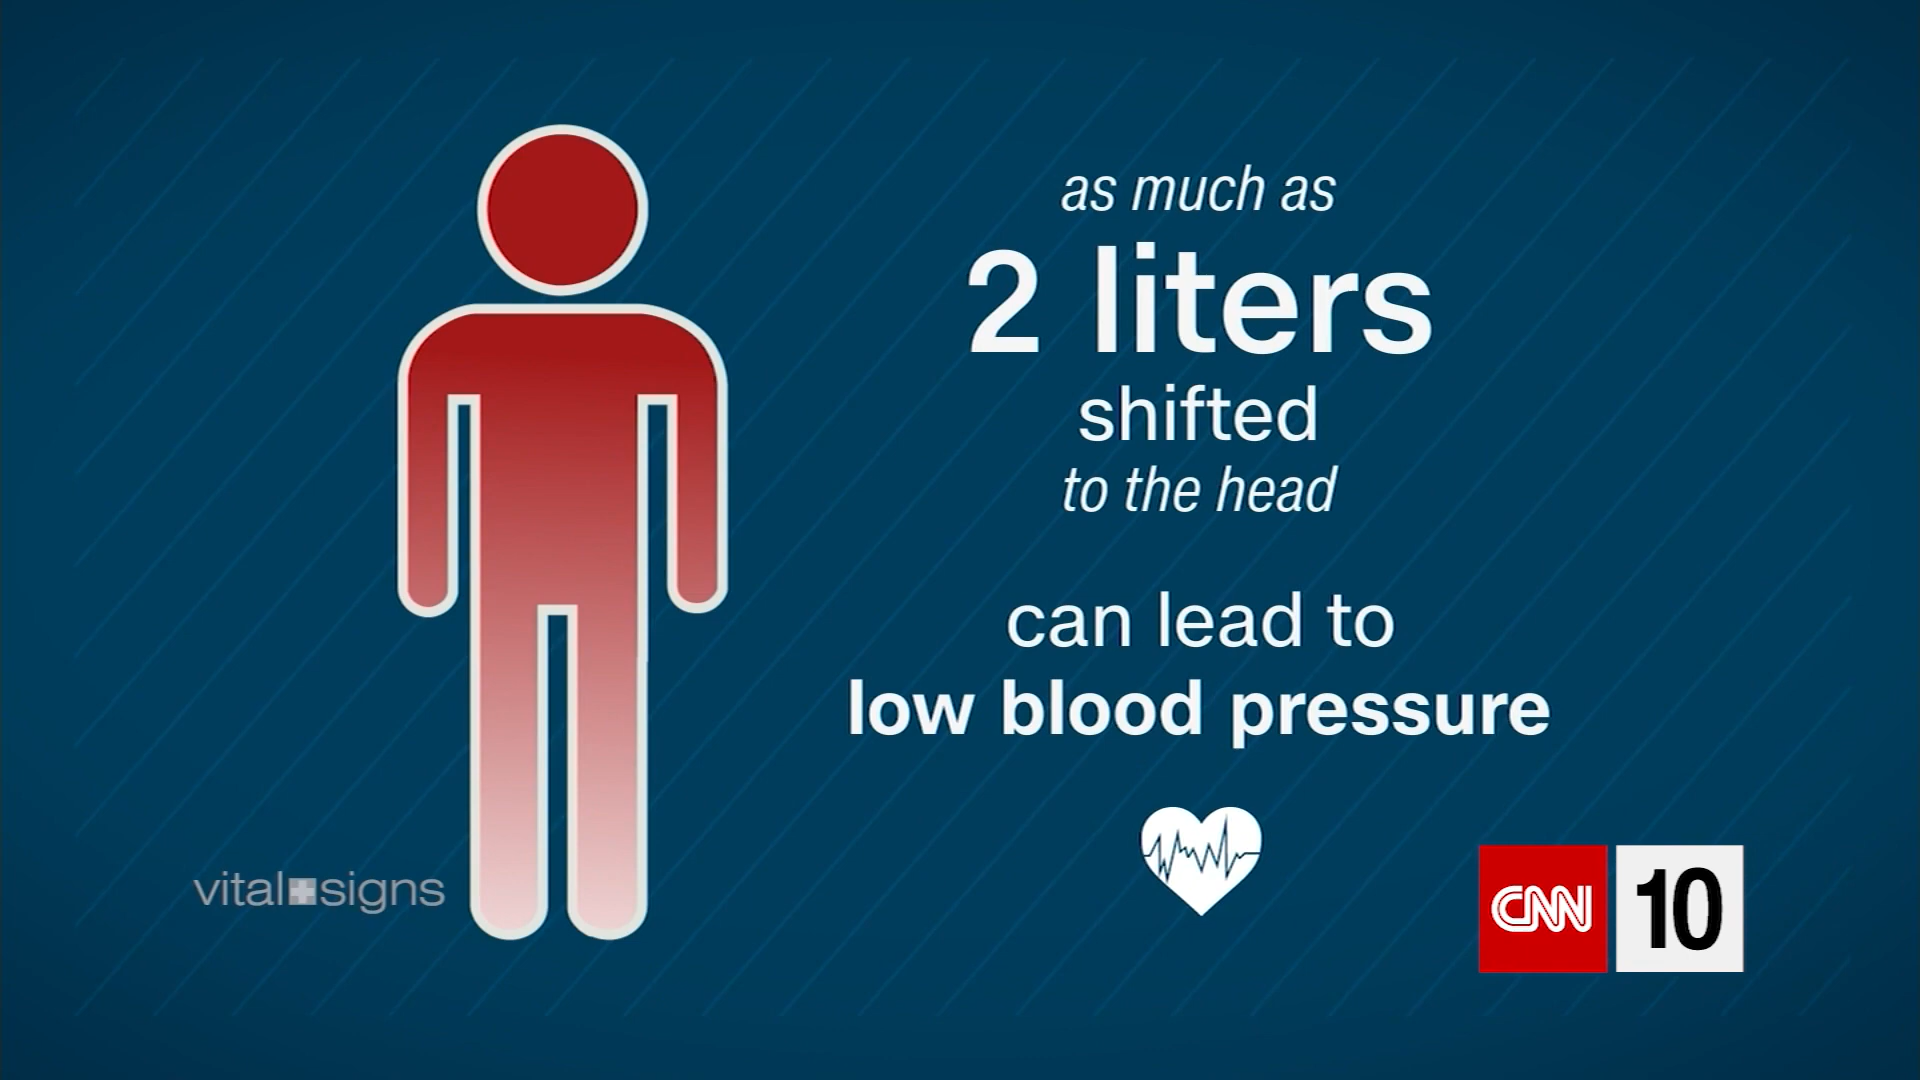 as much as
2 liters
shifted
to the head
can lead to
low blood pressure
vital signs
CNN 10